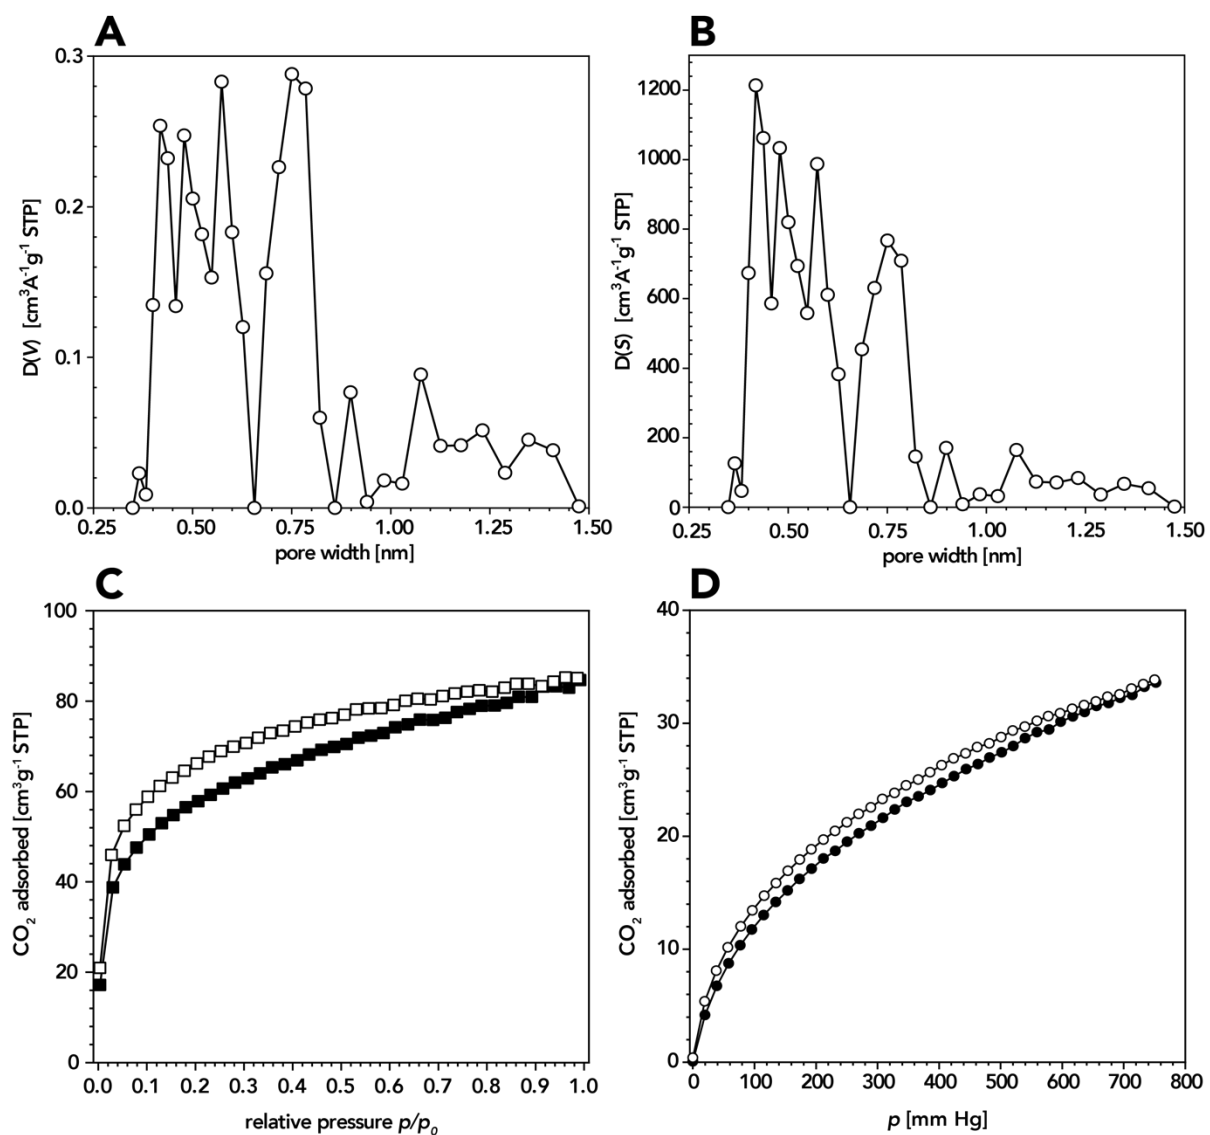 A
0.3
0.2
0.1
0.0
D(V) [cm³A⁻¹g⁻¹ STP]
0.25 0.50 0.75 1.00 1.25 1.50
pore width [nm]
B
1200
1000
800
600
400
200
0
D(S) [cm³A⁻¹g⁻¹ STP]
0.25 0.50 0.75 1.00 1.25 1.50
pore width [nm]
C
100
80
60
40
20
0
CO₂ adsorbed [cm³g⁻¹ STP]
0.0 0.1 0.2 0.3 0.4 0.5 0.6 0.7 0.8 0.9 1.0
relative pressure p/p₀
D
40
30
20
10
0
CO₂ adsorbed [cm³g⁻¹ STP]
0 100 200 300 400 500 600 700 800
p [mm Hg]